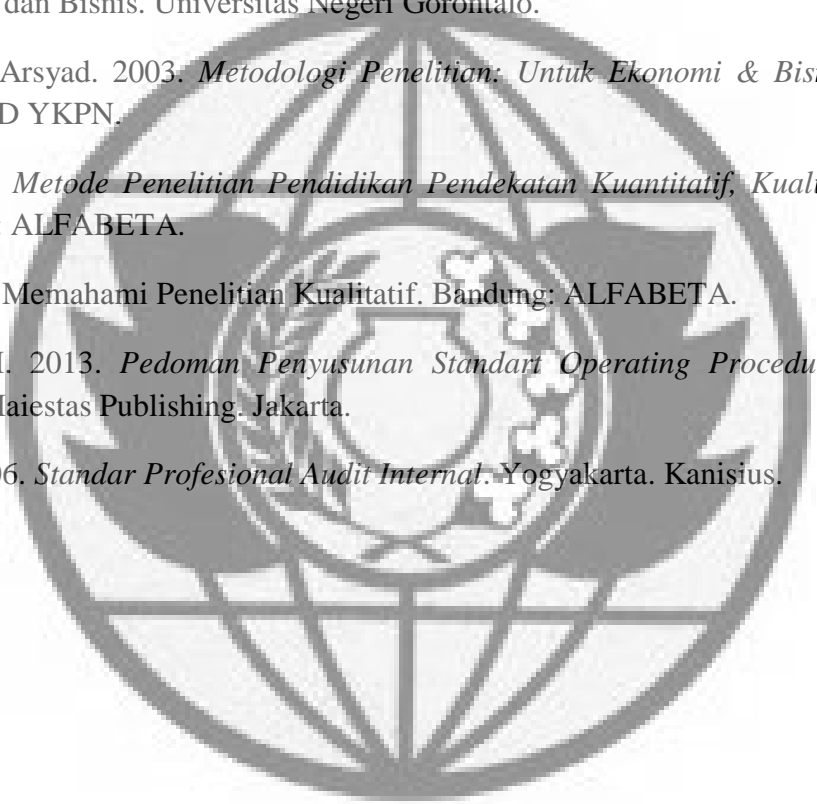 dan Bisnis. Universitas Negeri Gorontalo.
Arsyad. 2003. Metodologi Penelitian: Untuk Ekonomi & Bis
YKPN.
Metode Penelitian Pendidikan Pendekatan Kuantitatif, Kuali
ALFABETA.
Memahami Penelitian Kualitatif. Bandung: ALFABETA.
2013. Pedoman Penyusunan Standart Operating Procedu
Maiestas Publishing. Jakarta.
06. Standar Profesional Audit Internal. Yogyakarta. Kanisius.